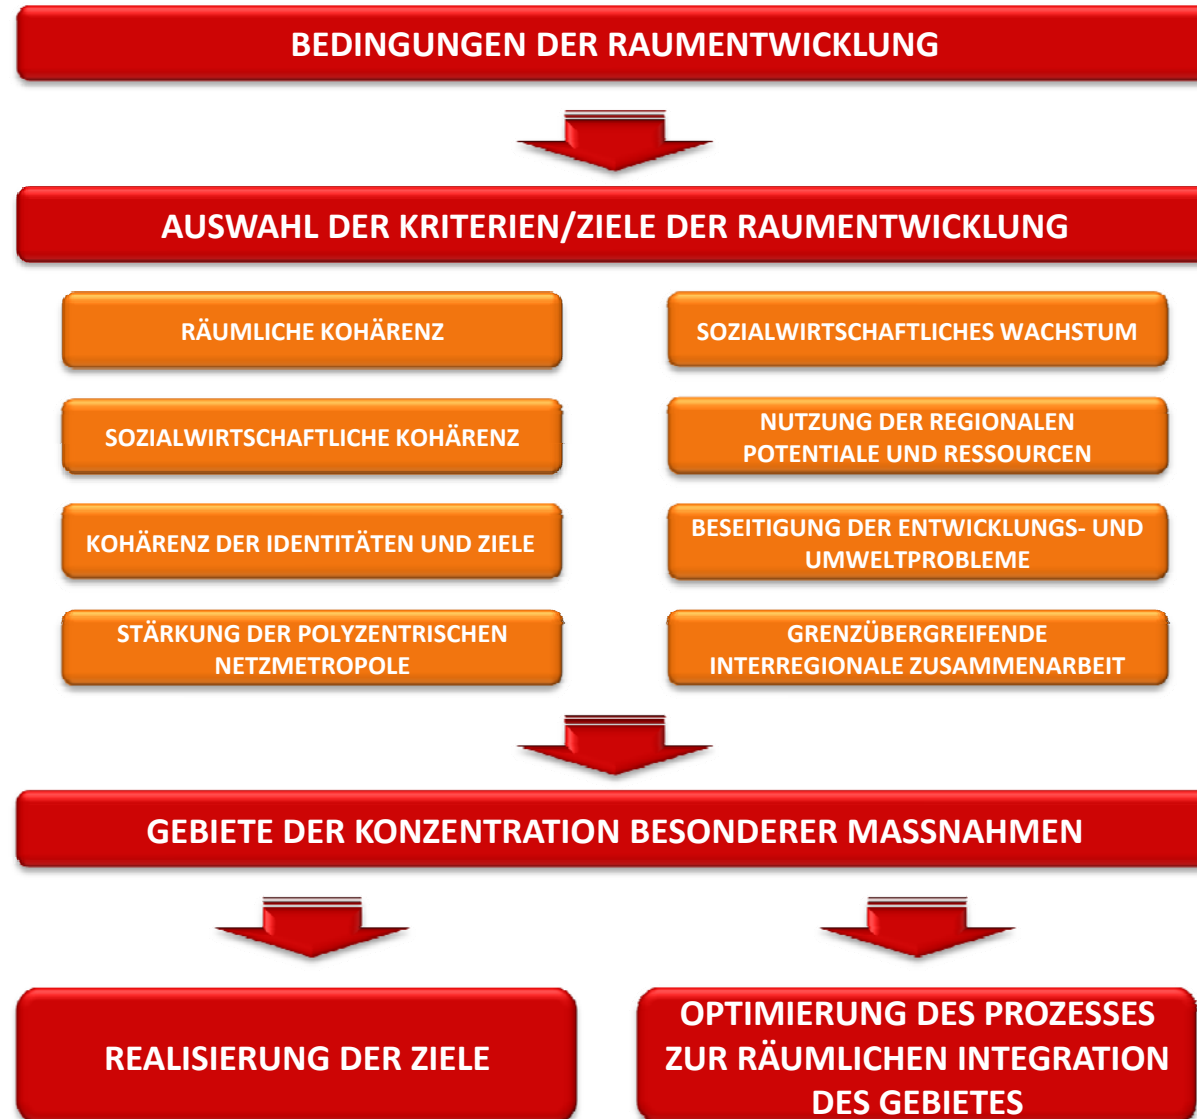 BEDINGUNGEN DER RAUMENTWICKLUNG
AUSWAHL DER KRITERIEN/ZIELE DER RAUMENTWICKLUNG
RÄUMLICHE KOHÄRENZ
SOZIALWIRTSCHAFTLICHES WACHSTUM
SOZIALWIRTSCHAFTLICHE KOHÄRENZ
NUTZUNG DER REGIONALEN
POTENTIALE UND RESSOURCEN
KOHÄRENZ DER IDENTITÄTEN UND ZIELE
BESEITIGUNG DER ENTWICKLUNGS- UND
UMWELTPROBLEME
STÄRKUNG DER POLYZENTRISCHEN
NETZMETROPOLE
GRENZÜBERGREIFENDE
INTERREGIONALE ZUSAMMENARBEIT
GEBIETE DER KONZENTRATION BESONDERER MASSNAHMEN
REALISIERUNG DER ZIELE
OPTIMIERUNG DES PROZESSES
ZUR RÄUMLICHEN INTEGRATION
DES GEBIETES